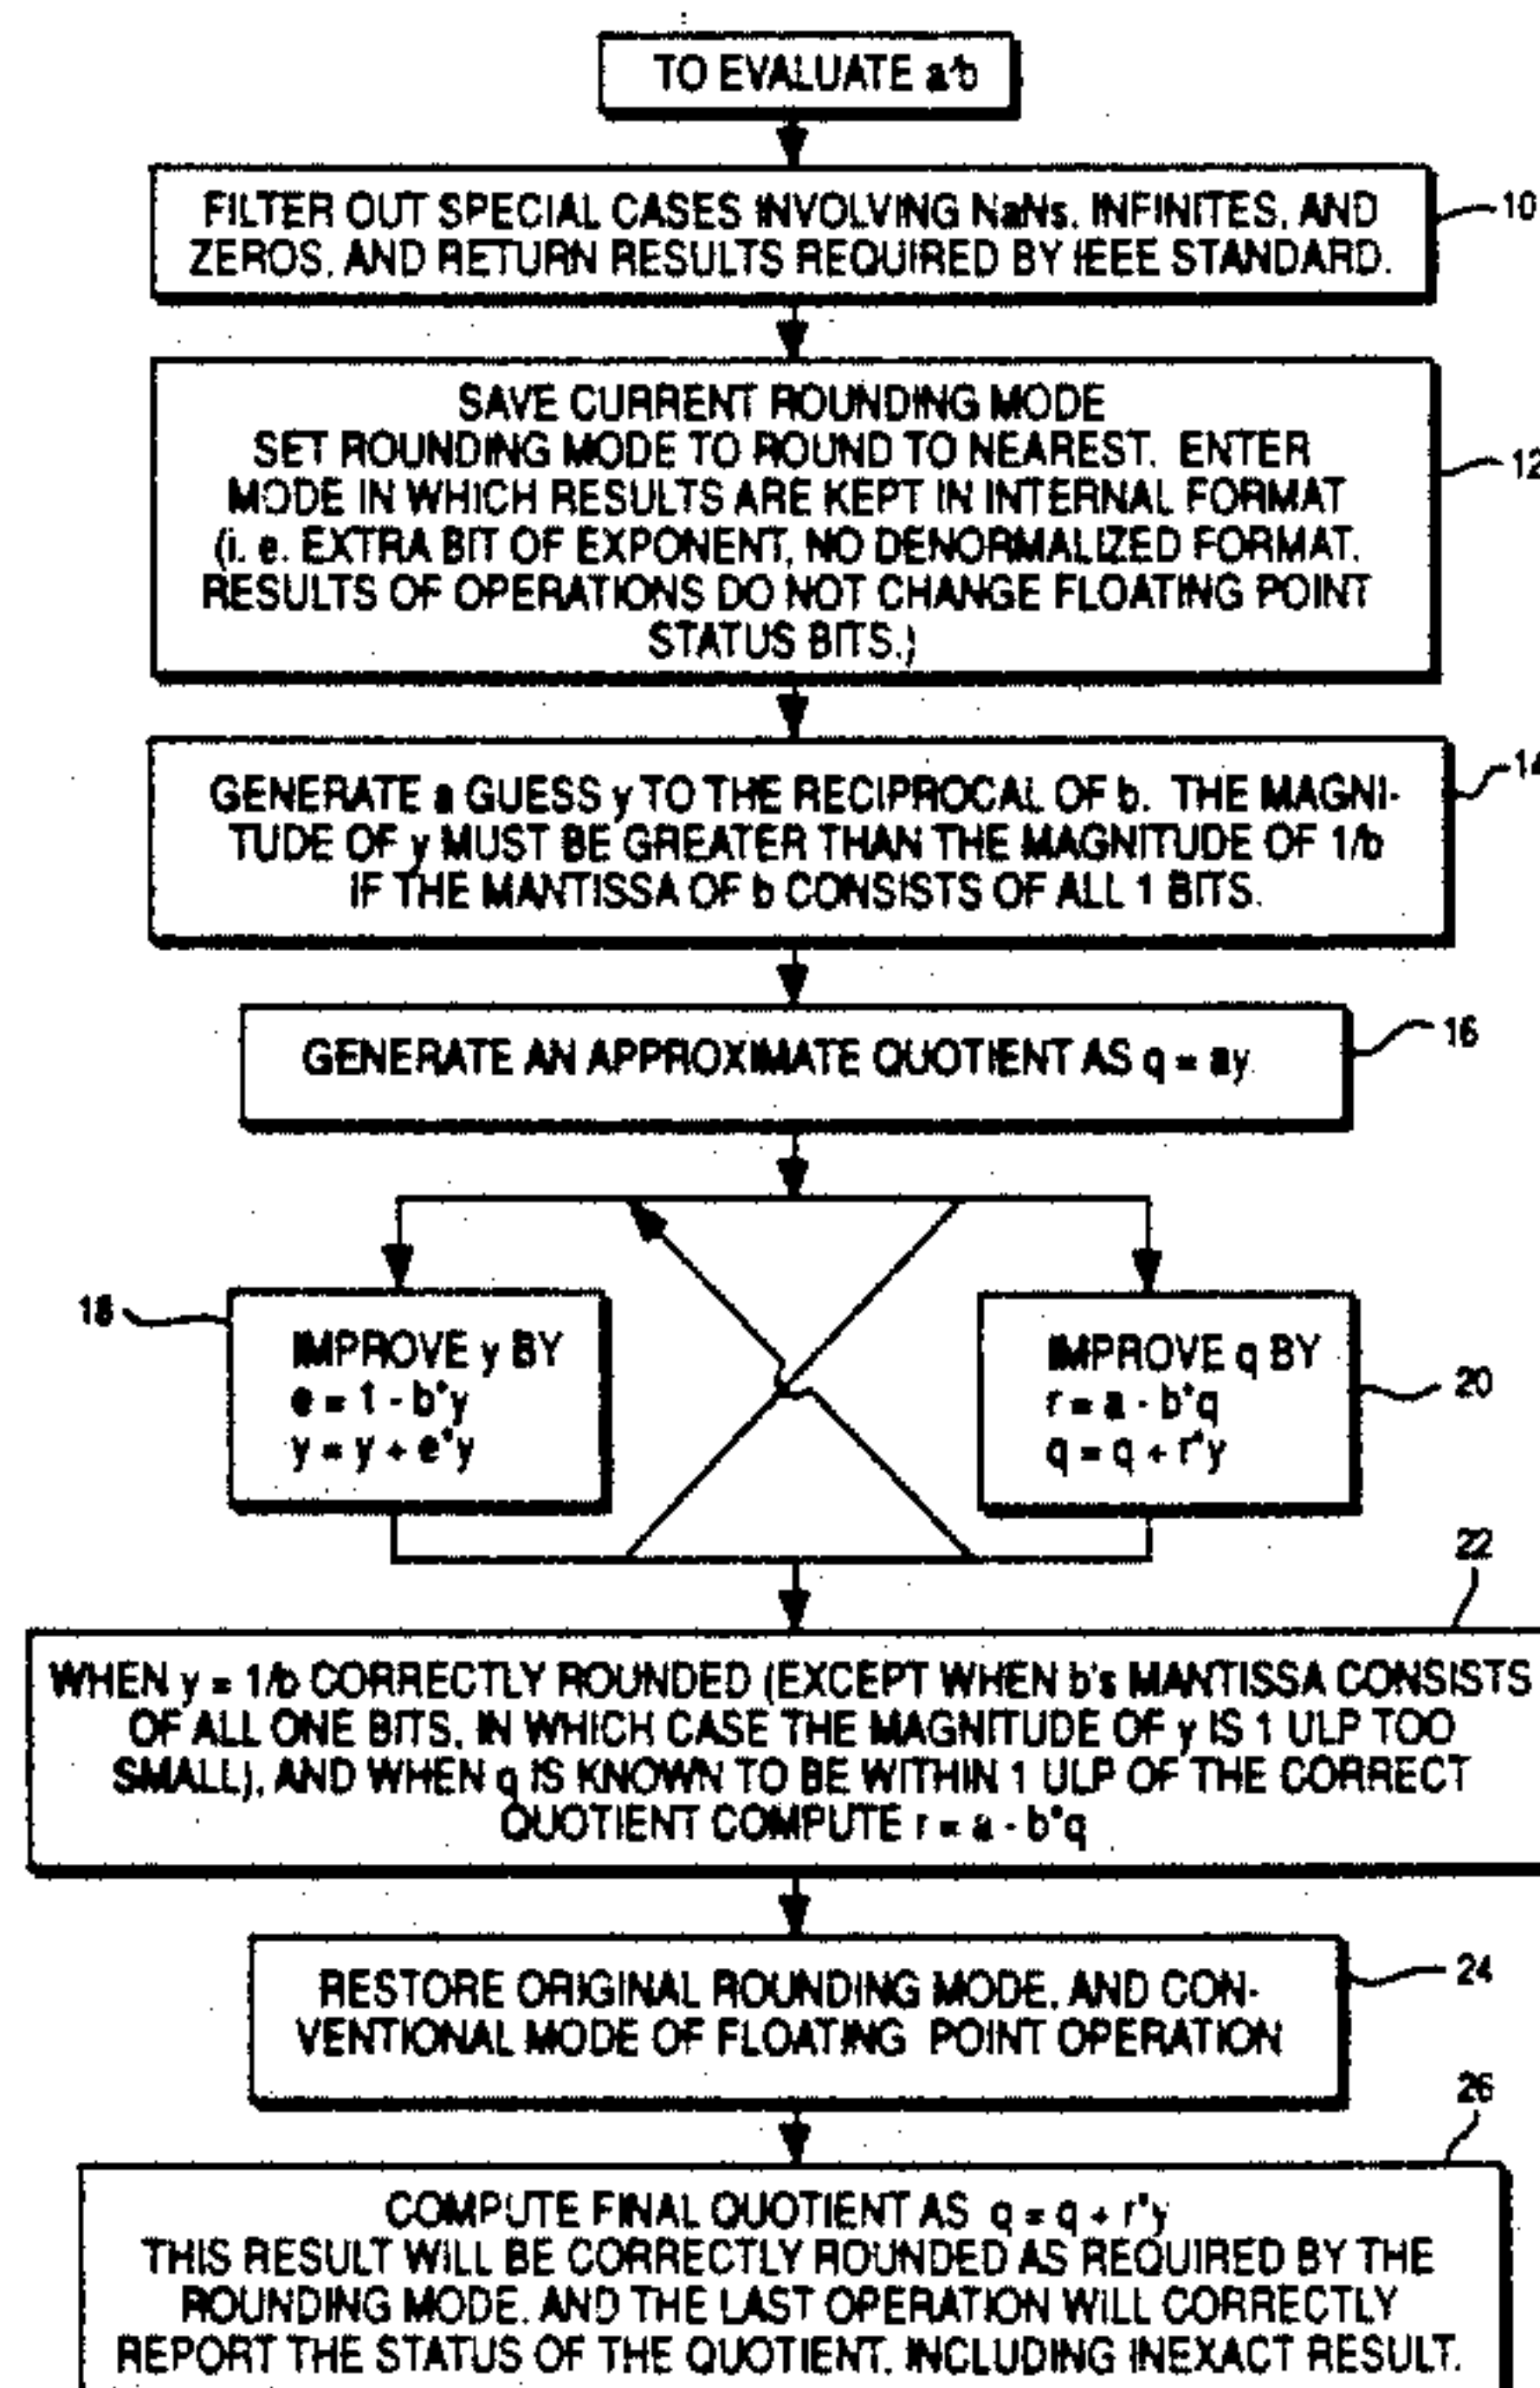 TO EVALUATE a/b
FILTER OUT SPECIAL CASES INVOLVING NaNs, INFINITES, AND
ZEROS, AND RETURN RESULTS REQUIRED BY IEEE STANDARD.
10
SAVE CURRENT ROUNDING MODE
SET ROUNDING MODE TO ROUND TO NEAREST. ENTER
MODE IN WHICH RESULTS ARE KEPT IN INTERNAL FORMAT
(i. e. EXTRA BIT OF EXPONENT, NO DENORMALIZED FORMAT.
RESULTS OF OPERATIONS DO NOT CHANGE FLOATING POINT
STATUS BITS.)
12
GENERATE a GUESS y TO THE RECIPROCAL OF b. THE MAGNI-
TUDE OF y MUST BE GREATER THAN THE MAGNITUDE OF 1/b
IF THE MANTISSA OF b CONSISTS OF ALL 1 BITS.
14
GENERATE AN APPROXIMATE QUOTIENT AS q = ay
16
18
IMPROVE y BY
e = 1 - b*y
y = y + e*y
IMPROVE q BY
r = a - b*q
q = q + r*y
20
22
WHEN y = 1/b CORRECTLY ROUNDED (EXCEPT WHEN b's MANTISSA CONSISTS
OF ALL ONE BITS, IN WHICH CASE THE MAGNITUDE OF y IS 1 ULP TOO
SMALL), AND WHEN q IS KNOWN TO BE WITHIN 1 ULP OF THE CORRECT
QUOTIENT COMPUTE r = a - b*q
RESTORE ORIGINAL ROUNDING MODE, AND CON-
VENTIONAL MODE OF FLOATING POINT OPERATION
24
26
COMPUTE FINAL QUOTIENT AS q = q + r*y
THIS RESULT WILL BE CORRECTLY ROUNDED AS REQUIRED BY THE
ROUNDING MODE, AND THE LAST OPERATION WILL CORRECTLY
REPORT THE STATUS OF THE QUOTIENT, INCLUDING INEXACT RESULT.